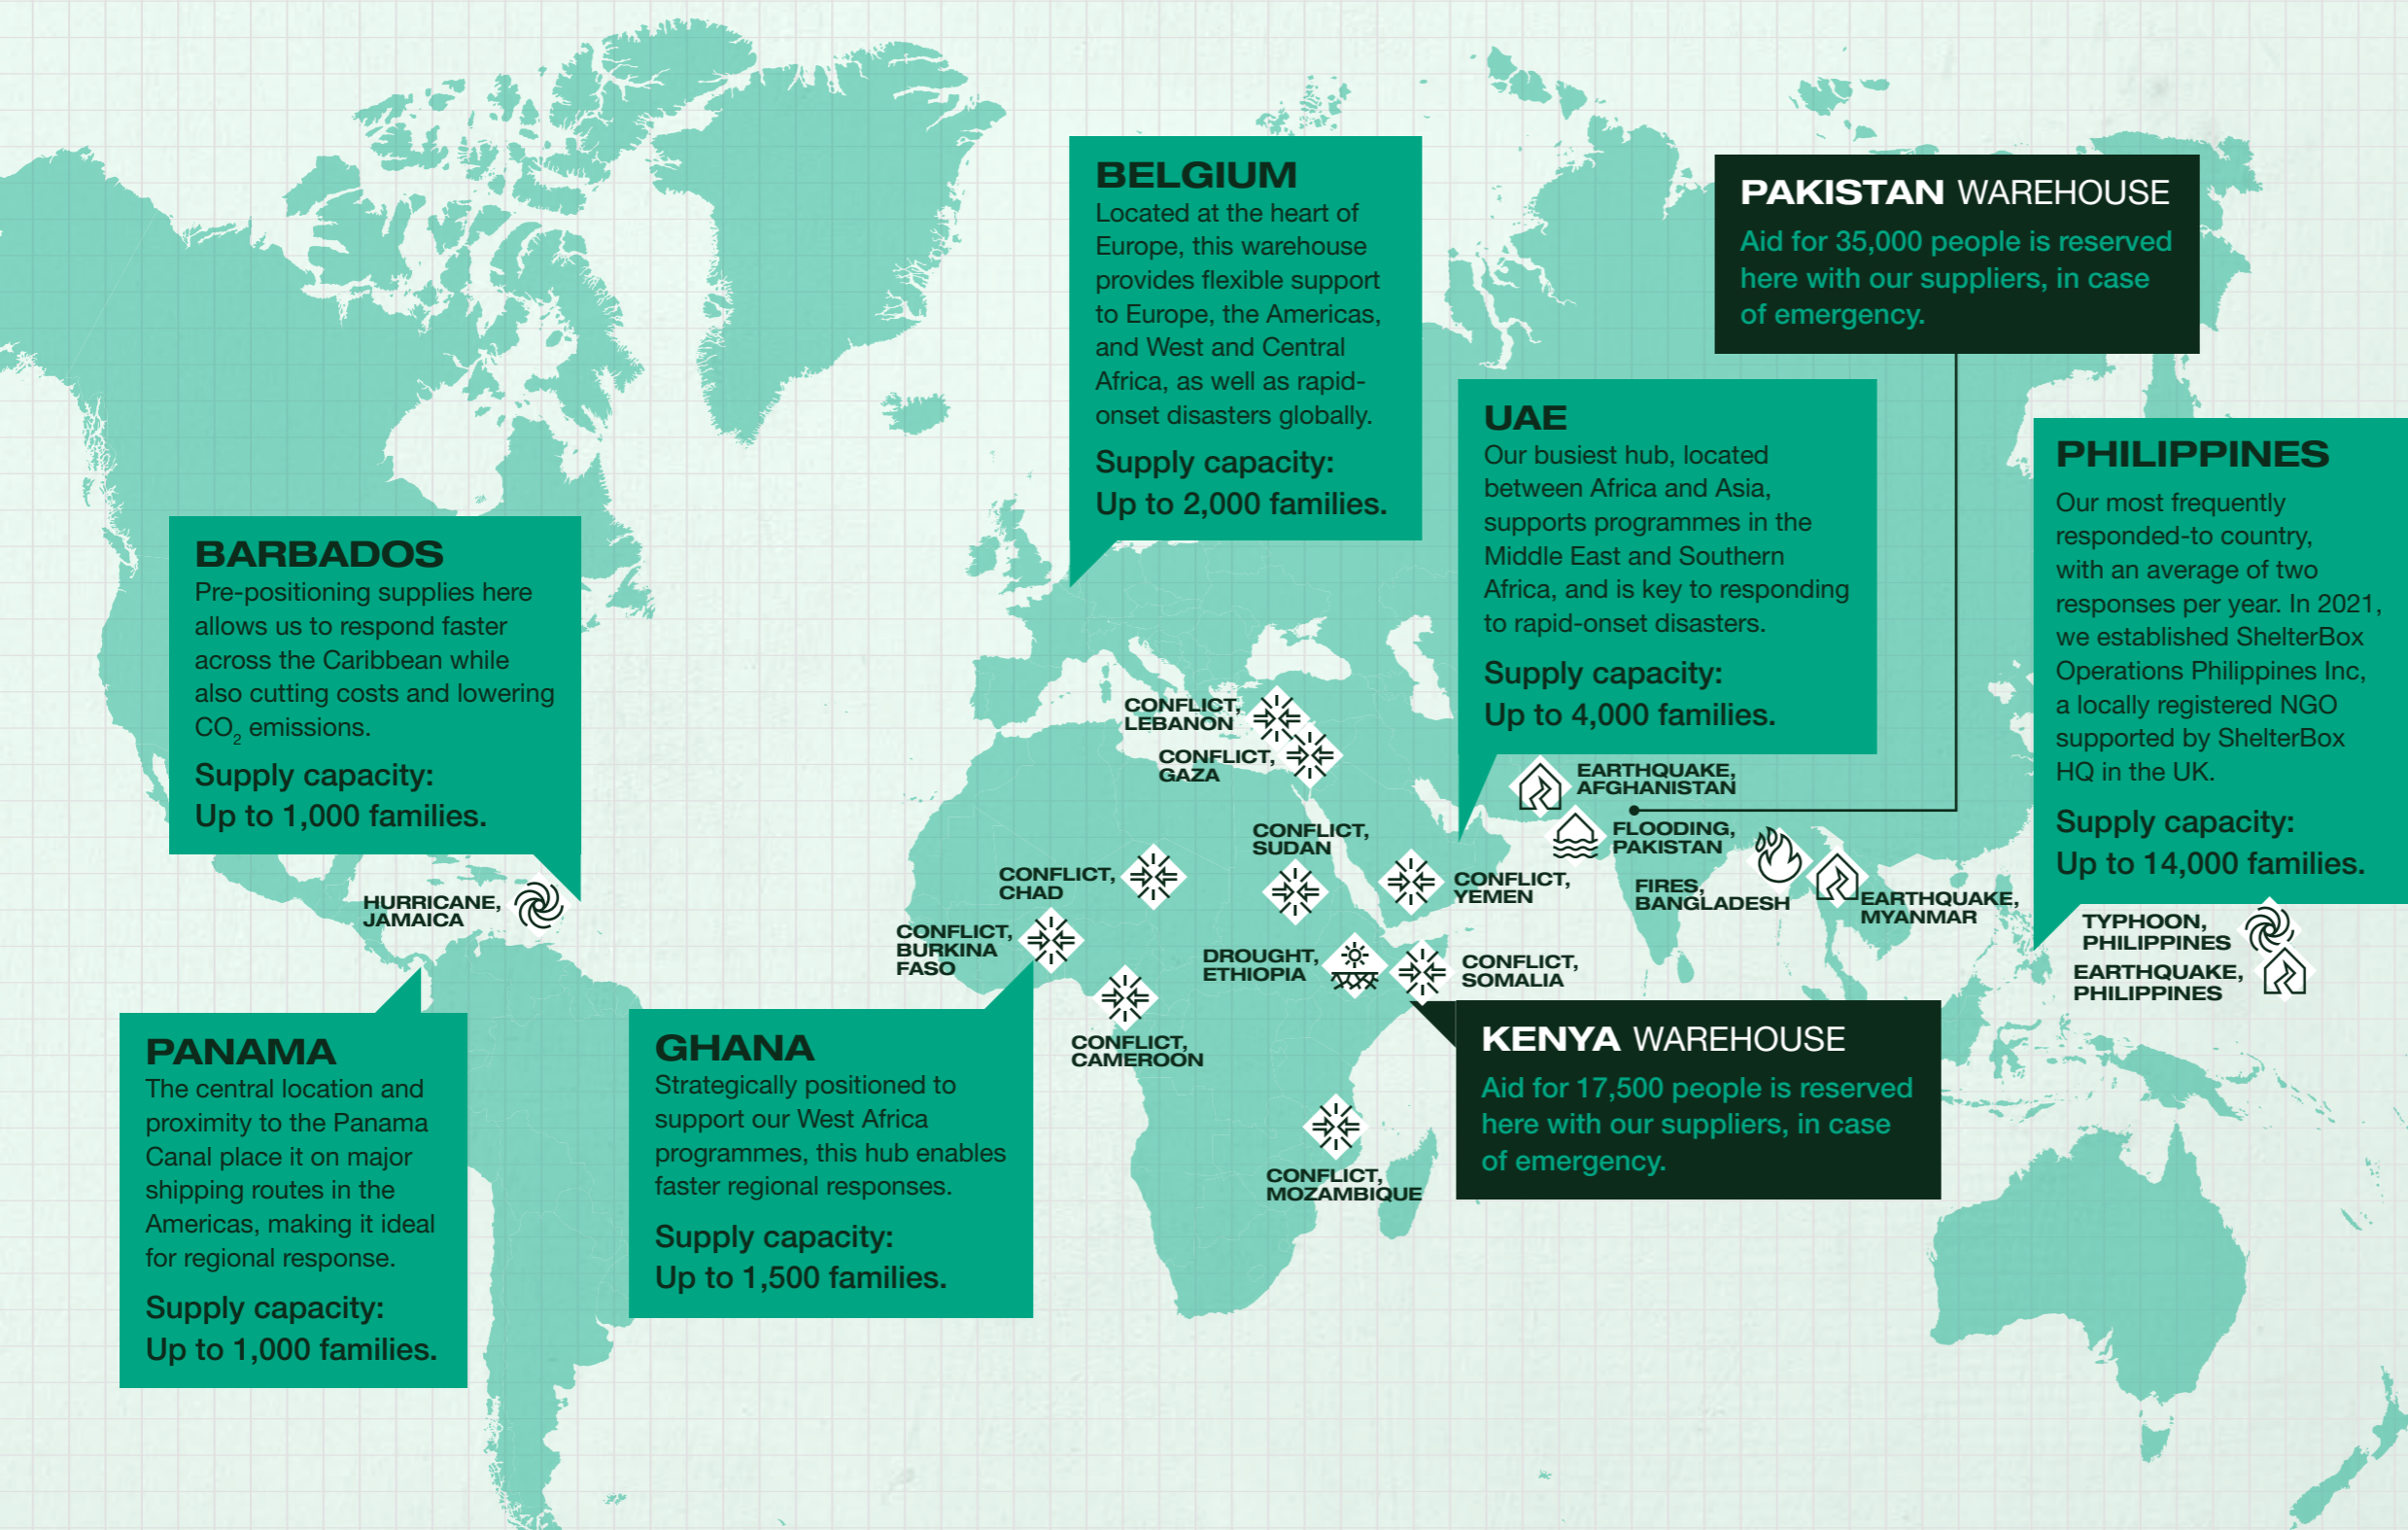 BELGIUM
Located at the heart of
Europe, this warehouse
provides flexible support
to Europe, the Americas,
and West and Central
Africa, as well as rapid-
onset disasters globally.
Supply capacity:
Up to 2,000 families.
PAKISTAN WAREHOUSE
Aid for 35,000 people is reserved
here with our suppliers, in case
of emergency.
UAE
Our busiest hub, located
between Africa and Asia,
supports programmes in the
Middle East and Southern
Africa, and is key to responding
to rapid-onset disasters.
Supply capacity:
Up to 4,000 families.
PHILIPPINES
Our most frequently
responded-to country,
with an average of two
responses per year. In 2021,
we established ShelterBox
Operations Philippines Inc,
a locally registered NGO
supported by ShelterBox
HQ in the UK.
Supply capacity:
Up to 14,000 families.
BARBADOS
Pre-positioning supplies here
allows us to respond faster
across the Caribbean while
also cutting costs and lowering
CO2 emissions.
Supply capacity:
Up to 1,000 families.
CONFLICT,
LEBANON
CONFLICT,
GAZA
EARTHQUAKE,
AFGHANISTAN
FLOODING,
PAKISTAN
CONFLICT,
SUDAN
CONFLICT,
CHAD
CONFLICT,
YEMEN
FIRES,
BANGLADESH
EARTHQUAKE,
MYANMAR
HURRICANE,
JAMAICA
CONFLICT,
BURKINA
FASO
DROUGHT,
ETHIOPIA
CONFLICT,
SOMALIA
TYPHOON,
PHILIPPINES
EARTHQUAKE,
PHILIPPINES
CONFLICT,
CAMEROON
PANAMA
The central location and
proximity to the Panama
Canal place it on major
shipping routes in the
Americas, making it ideal
for regional response.
Supply capacity:
Up to 1,000 families.
GHANA
Strategically positioned to
support our West Africa
programmes, this hub enables
faster regional responses.
Supply capacity:
Up to 1,500 families.
KENYA WAREHOUSE
Aid for 17,500 people is reserved
here with our suppliers, in case
of emergency.
CONFLICT,
MOZAMBIQUE